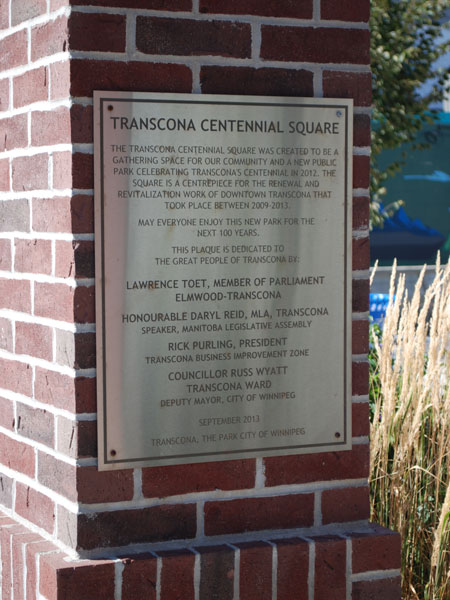 TRANSCONA CENTENNIAL SQUARE
THE TRANSCONA CENTENNIAL SQUARE WAS CREATED TO BE A
GATHERING SPACE FOR OUR COMMUNITY AND A NEW PUBLIC
PARK CELEBRATING TRANSCONA'S CENTENNIAL IN 2012. THE
SQUARE IS A CENTREPIECE FOR THE RENEWAL AND
REVITALIZATION WORK OF DOWNTOWN TRANSCONA THAT
TOOK PLACE BETWEEN 2009-2013.
MAY EVERYONE ENJOY THIS NEW PARK FOR THE
NEXT 100 YEARS.
THIS PLAQUE IS DEDICATED TO
THE GREAT PEOPLE OF TRANSCONA BY:
LAWRENCE TOET, MEMBER OF PARLIAMENT
ELMWOOD-TRANSCONA
HONOURABLE DARYL REID, MLA, TRANSCONA
SPEAKER, MANITOBA LEGISLATIVE ASSEMBLY
RICK PURLING, PRESIDENT
TRANSCONA BUSINESS IMPROVEMENT ZONE
COUNCILLOR RUSS WYATT
TRANSCONA WARD
DEPUTY MAYOR, CITY OF WINNIPEG
SEPTEMBER 2013
TRANSCONA, THE PARK CITY OF WINNIPEG